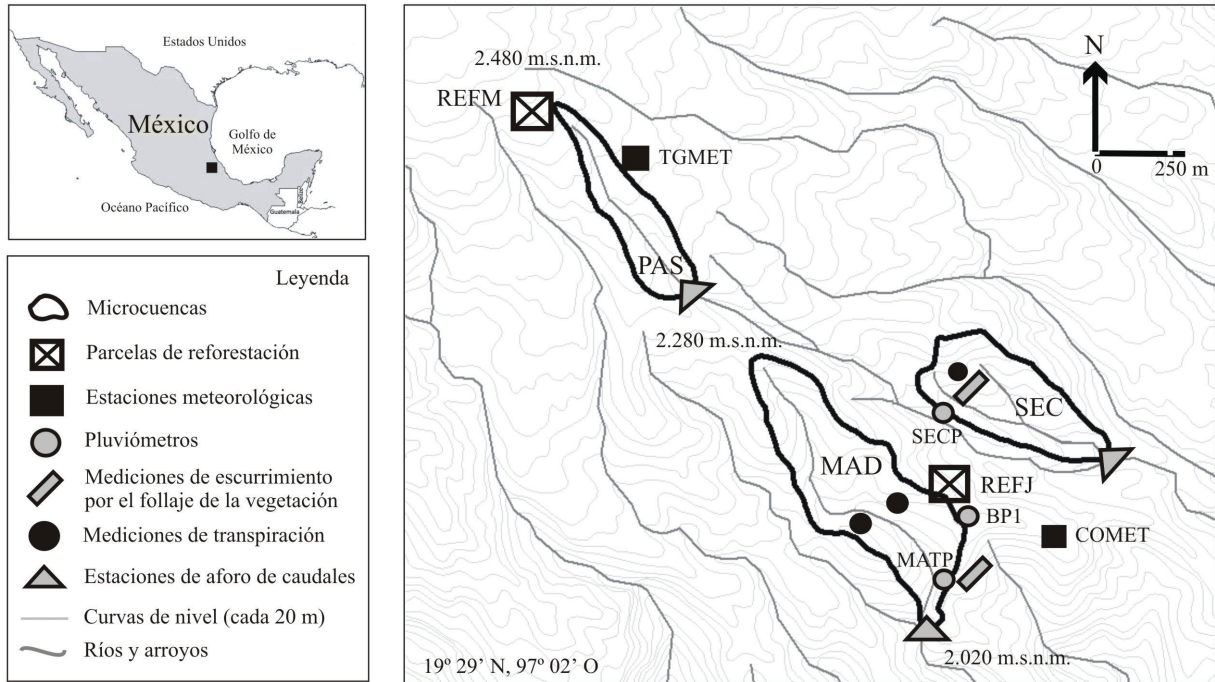 Estados Unidos
México
Golfo de
México
Océano Pacífico
Guatemala
Leyenda
Microcuencas
Parcelas de reforestación
Estaciones meteorológicas
Pluviómetros
Mediciones de escurrimiento
por el follaje de la vegetación
Mediciones de transpiración
Estaciones de aforo de caudales
Curvas de nivel (cada 20 m)
Ríos y arroyos
2.480 m.s.n.m.
REFM
TGMET
N
0 250 m
PAS
2.280 m.s.n.m.
SEC
SECP
MAD
REFJ
BP1
COMET
MATP
2.020 m.s.n.m.
19º 29’ N, 97º 02’ O